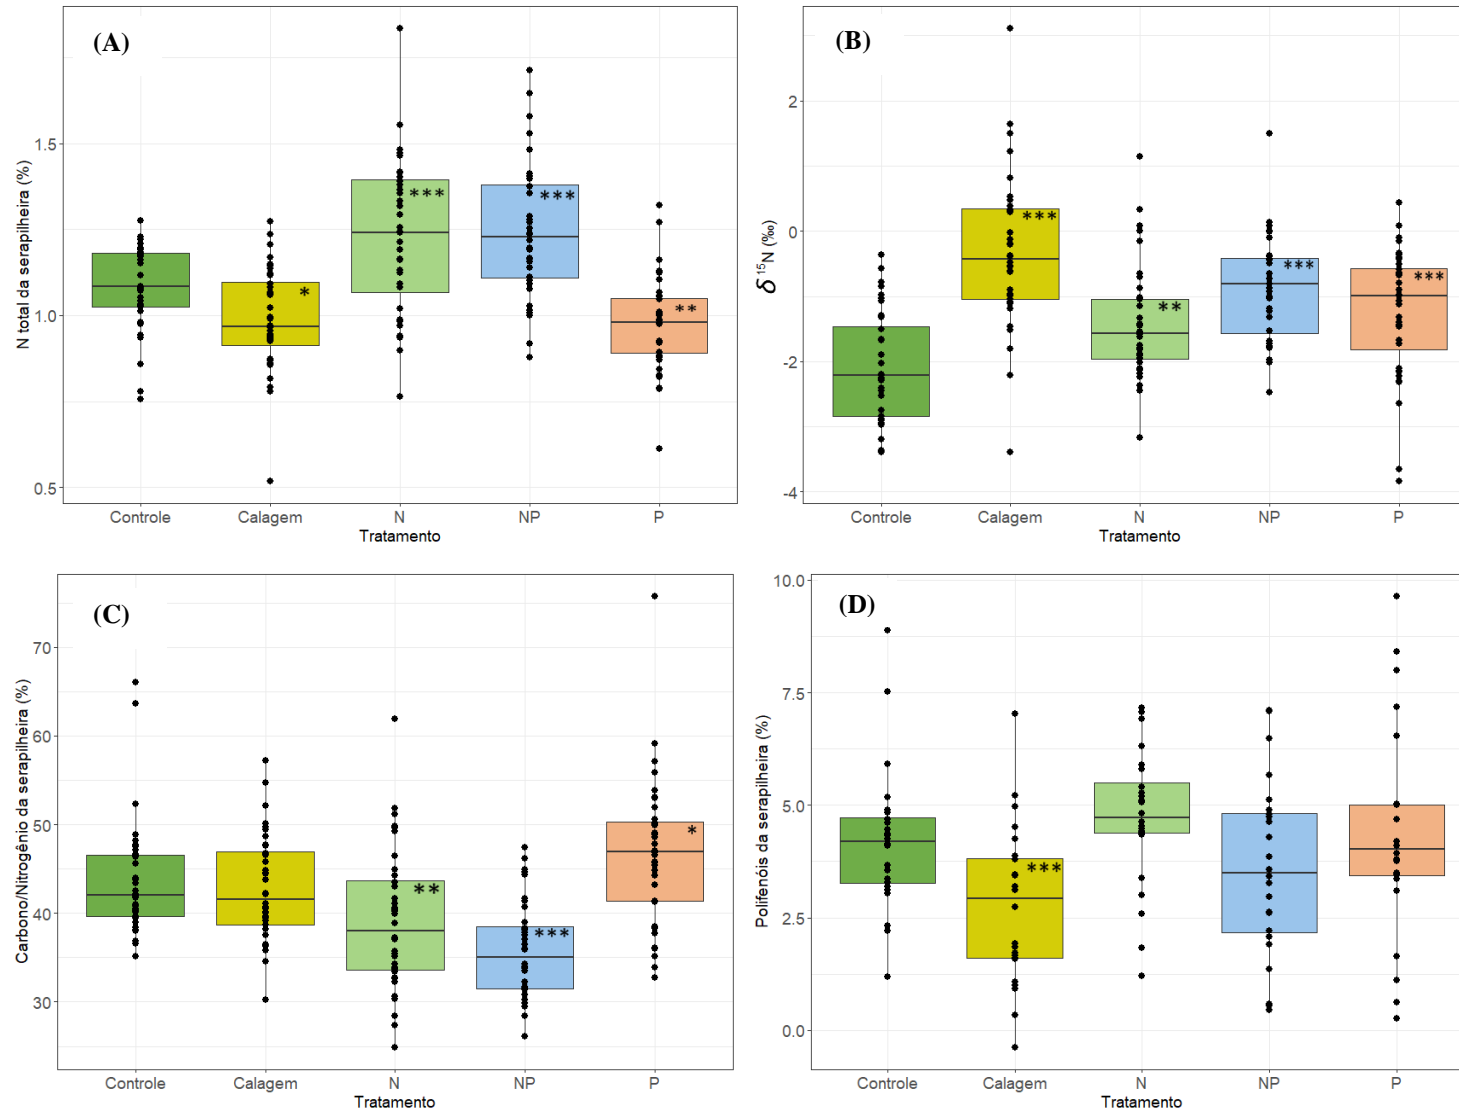 (A)
N total da serapilheira (%)
1.5
1.0
0.5
*
***
***
**
Controle Calagem N NP P
Tratamento
(B)
δ ¹⁵N (‰)
2
0
-2
-4
***
**
***
***
Controle Calagem N NP P
Tratamento
(C)
Carbono/Nitrogênio da serapilheira (%)
70
60
50
40
30
**
***
*
Controle Calagem N NP P
Tratamento
(D)
Polifenóis da serapilheira (%)
10.0
7.5
5.0
2.5
0.0
***
Controle Calagem N NP P
Tratamento